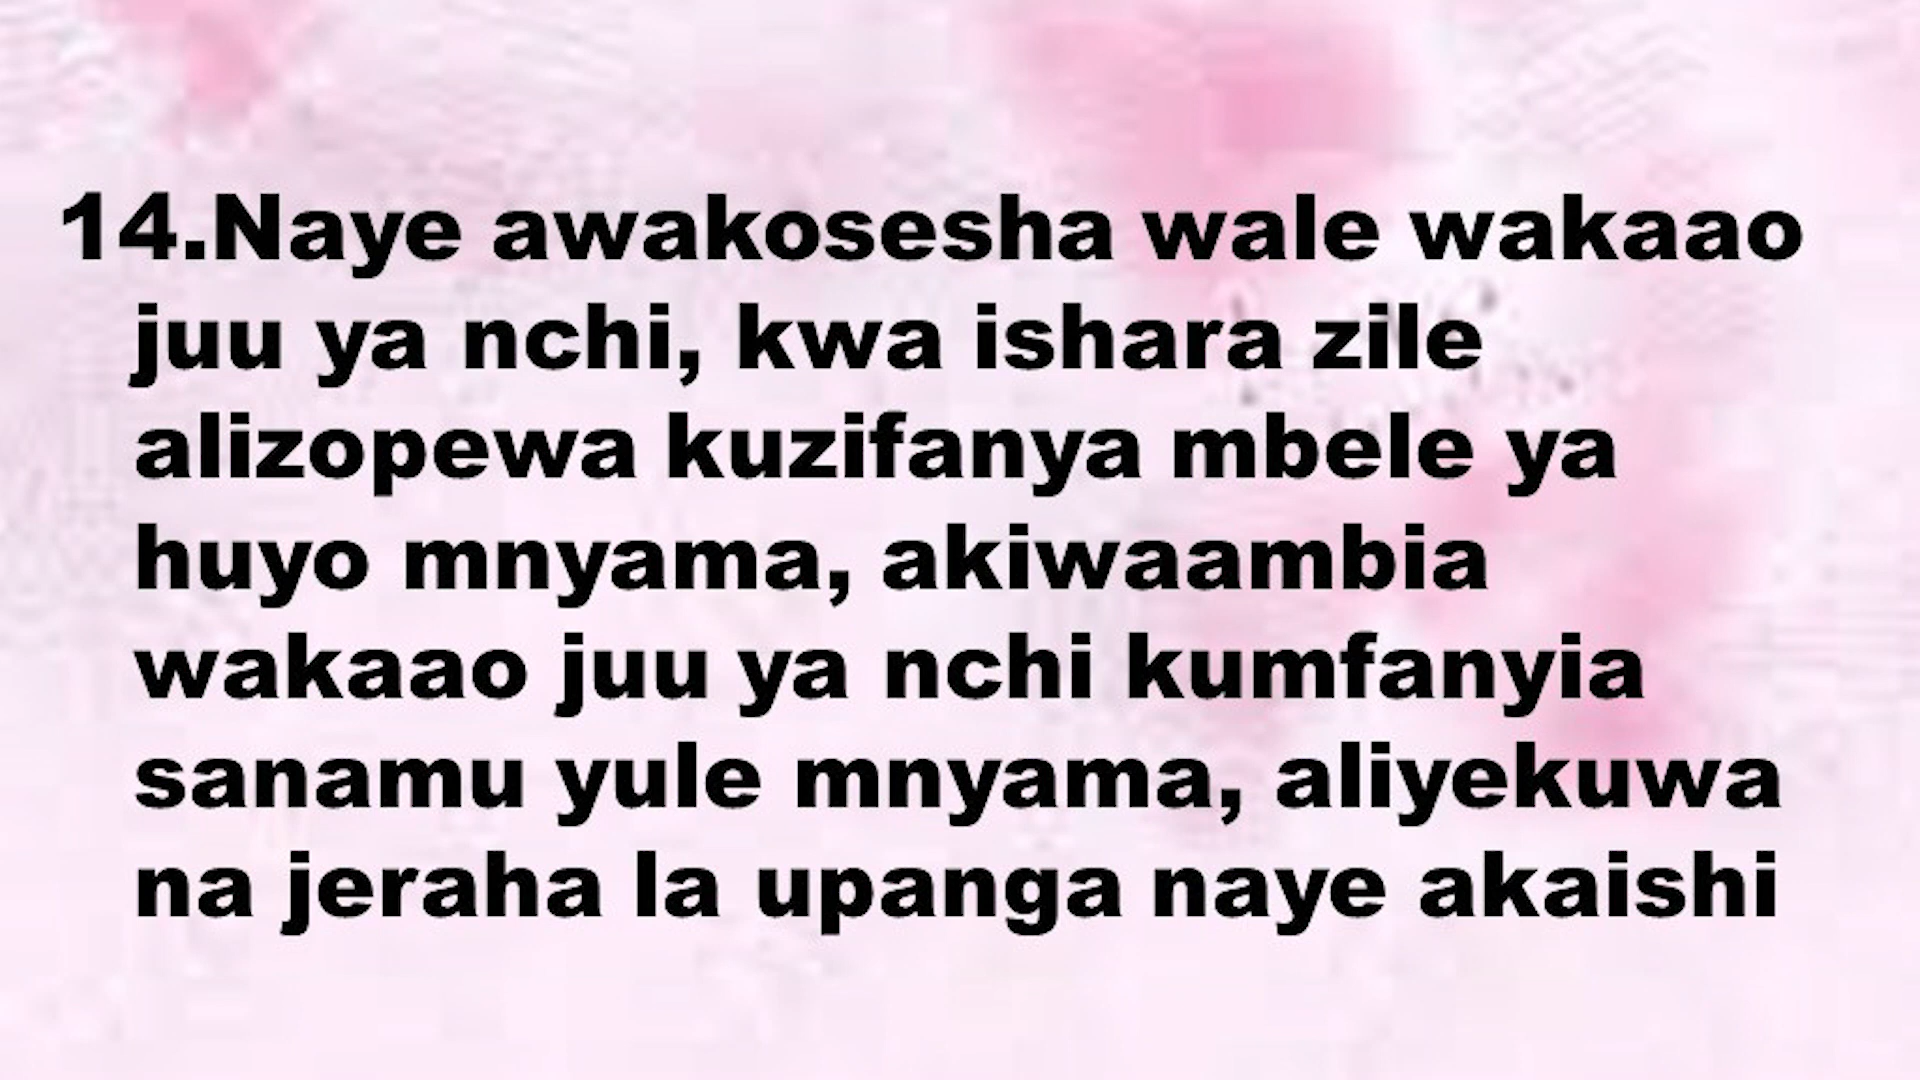 14.Naye awakosesha wale wakaao
juu ya nchi, kwa ishara zile
alizopewa kuzifanya mbele ya
huyo mnyama, akiwaambia
wakaao juu ya nchi kumfanyia
sanamu yule mnyama, aliyekuwa
na jeraha la upanga naye akaishi